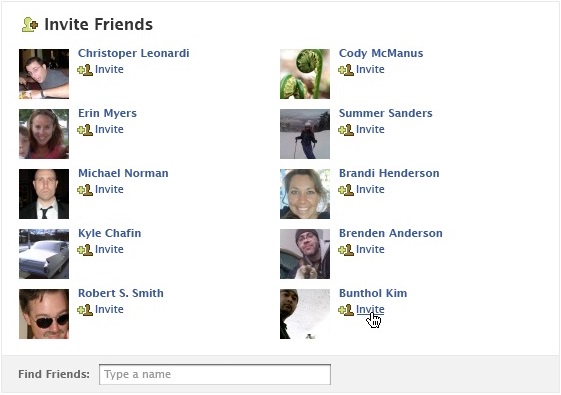 Invite Friends
Christoper Leonardi
Invite
Cody McManus
Invite
Erin Myers
Invite
Summer Sanders
Invite
Michael Norman
Invite
Brandi Henderson
Invite
Kyle Chafin
Invite
Brenden Anderson
Invite
Robert S. Smith
Invite
Bunthol Kim
Invite
Find Friends: Type a name